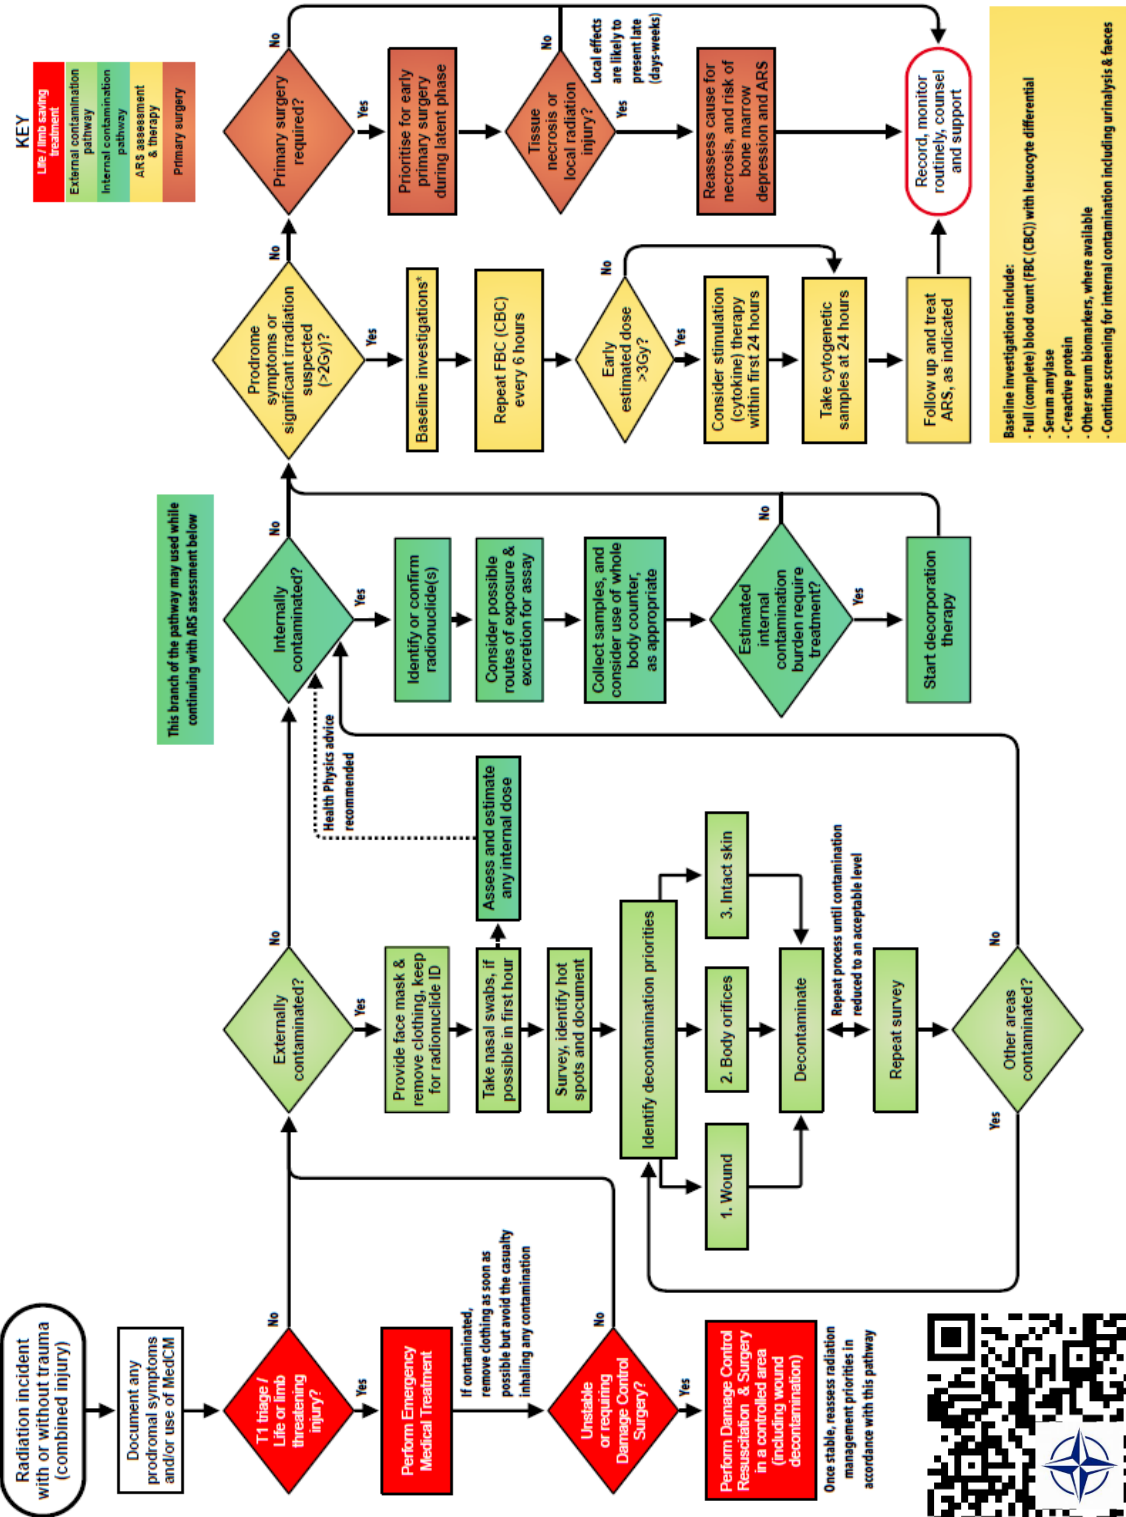 Radiation incident
with or without trauma
(combined injury)
Document any
prodromal symptoms
and/or use of MedCM
T1 triage /
Life or limb
threatening
injury?
No
Yes
Perform Emergency
Medical Treatment
If contaminated,
remove clothing as soon as
possible but avoid the casualty
inhaling any contamination
Unstable
or requiring
Damage Control
Surgery?
No
Yes
Perform Damage Control
Resuscitation & Surgery
in a controlled area
(including wound
decontamination)
Once stable, reassess radiation
management priorities in
accordance with this pathway
Externally
contaminated?
No
Yes
Provide face mask &
remove clothing, keep
for radionuclide ID
Take nasal swabs, if
possible in first hour
Assess and estimate
any internal dose
Health Physics advice
recommended
Survey, identify hot
spots and document
Identify decontamination priorities
1. Wound
2. Body orifices
3. Intact skin
Decontaminate
Repeat process until contamination
reduced to an acceptable level
Repeat survey
Other areas
contaminated?
Yes
No
This branch of the pathway may used while
continuing with ARS assessment below
Internally
contaminated?
No
Yes
Identify or confirm
radionuclide(s)
Consider possible
routes of exposure &
excretion for assay
Collect samples, and
consider use of whole
body counter,
as appropriate
Estimated
internal
contamination
burden require
treatment?
No
Yes
Start decorporation
therapy
Prodrome
symptoms or
significant irradiation
suspected
(>2Gy)?
No
Yes
Baseline investigations*
Repeat FBC (CBC)
every 6 hours
Early
estimated dose
>3Gy?
No
Yes
Consider stimulation
(cytokine) therapy
within first 24 hours
Take cytogenetic
samples at 24 hours
Follow up and treat
ARS, as indicated
KEY
Life / limb saving
treatment
External contamination
pathway
Internal contamination
pathway
ARS assessment
& therapy
Primary surgery
Primary surgery
required?
No
Yes
Prioritise for early
primary surgery
during latent phase
Tissue
necrosis or
local radiation
injury?
No
Yes
Local effects
are likely to
present late
(days-weeks)
Reassess cause for
necrosis, and risk of
bone marrow
depression and ARS
Record, monitor
routinely, counsel
and support
Baseline investigations include:
- Full (complete) blood count (FBC (CBC)) with leucocyte differential
- Serum amylase
- C-reactive protein
- Other serum biomarkers, where available
- Continue screening for internal contamination including urinalysis & faeces